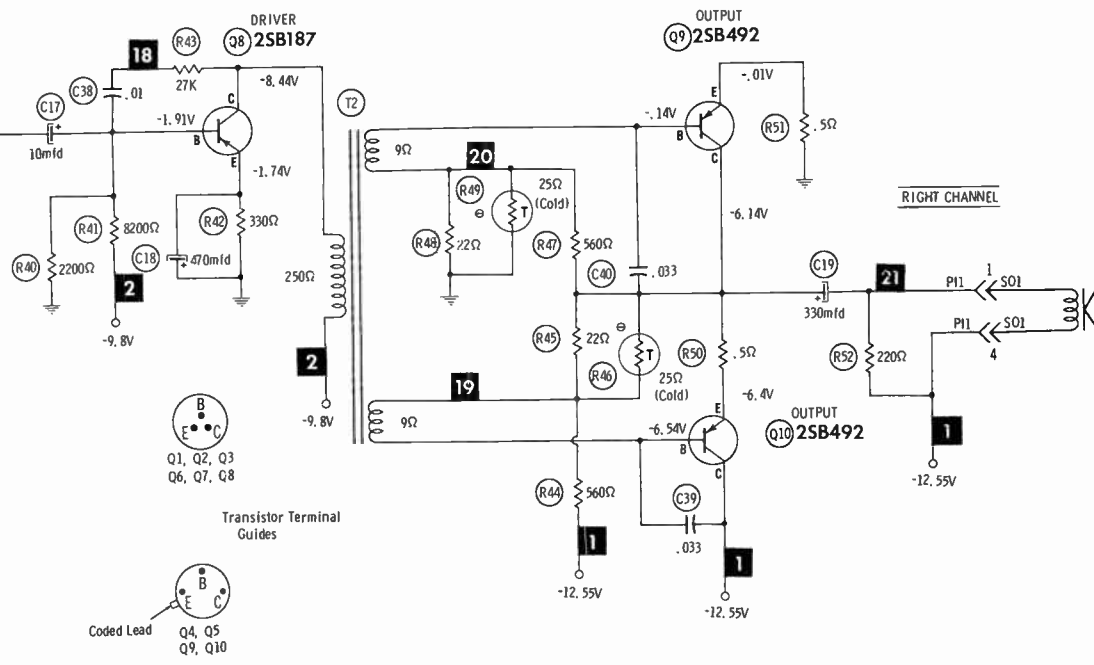 DRIVER
Q8 2SB187
OUTPUT
Q9 2SB492
18
R43
27K
-8.44V
C38
.01
C17
10mfd
-1.91V
B
C
E
-1.74V
T2
9Ω
20
R49
25Ω
(Cold)
T
⊖
-.14V
B
E
C
-.01V
R51
.5Ω
RIGHT CHANNEL
R41
8200Ω
R42
330Ω
C18
470mfd
R40
2200Ω
2
-9.8V
250Ω
2
-9.8V
R48
22Ω
R47
560Ω
C40
.033
-6.14V
C19
330mfd
21
P11
1
SO1
P11
4
SO1
R52
220Ω
R45
22Ω
⊖
T
R46
25Ω
(Cold)
R50
.5Ω
-6.4V
19
9Ω
-6.54V
B
E
C
OUTPUT
Q10 2SB492
1
-12.55V
R44
560Ω
C39
.033
1
-12.55V
1
-12.55V
B
E C
Q1, Q2, Q3
Q6, Q7, Q8
Transistor Terminal
Guides
B
E C
Coded Lead
Q4, Q5
Q9, Q10